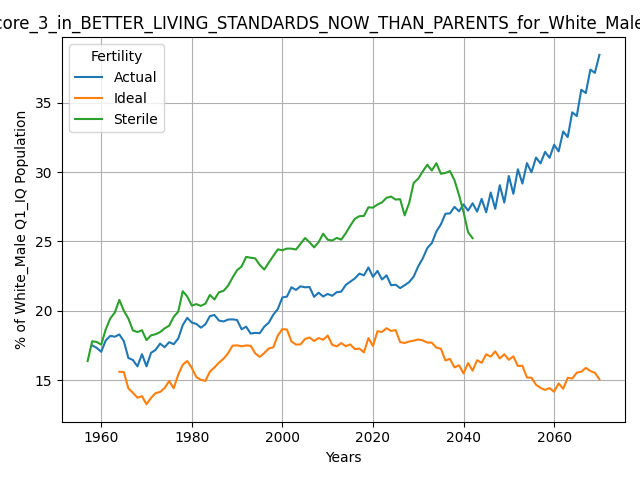 core_3_in_BETTER_LIVING_STANDARDS_NOW_THAN_PARENTS_for_White_Male
Fertility
Actual
Ideal
Sterile
% of White_Male Q1_IQ Population
35
30
25
20
15
1960
1980
2000
2020
2040
2060
Years